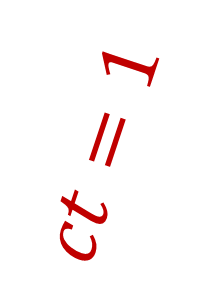 ct = 1